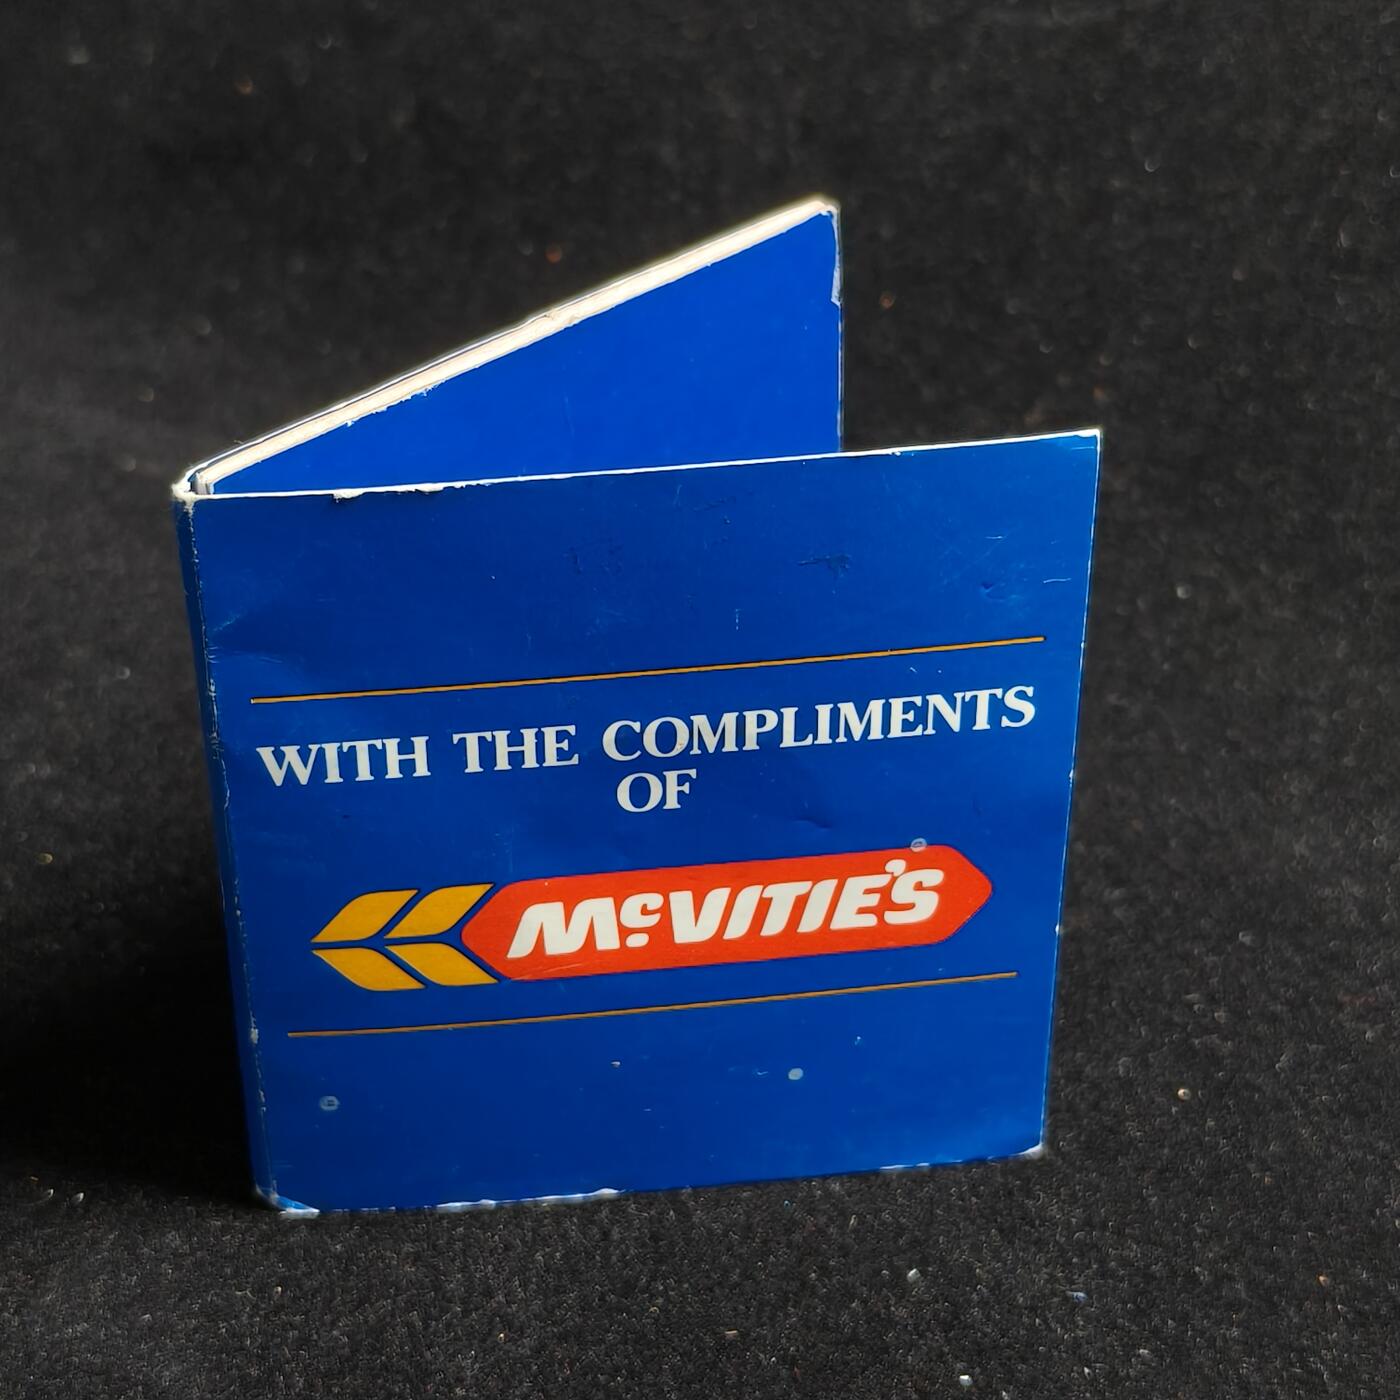 WITH THE COMPLIMENTS
OF
McVITIE'S